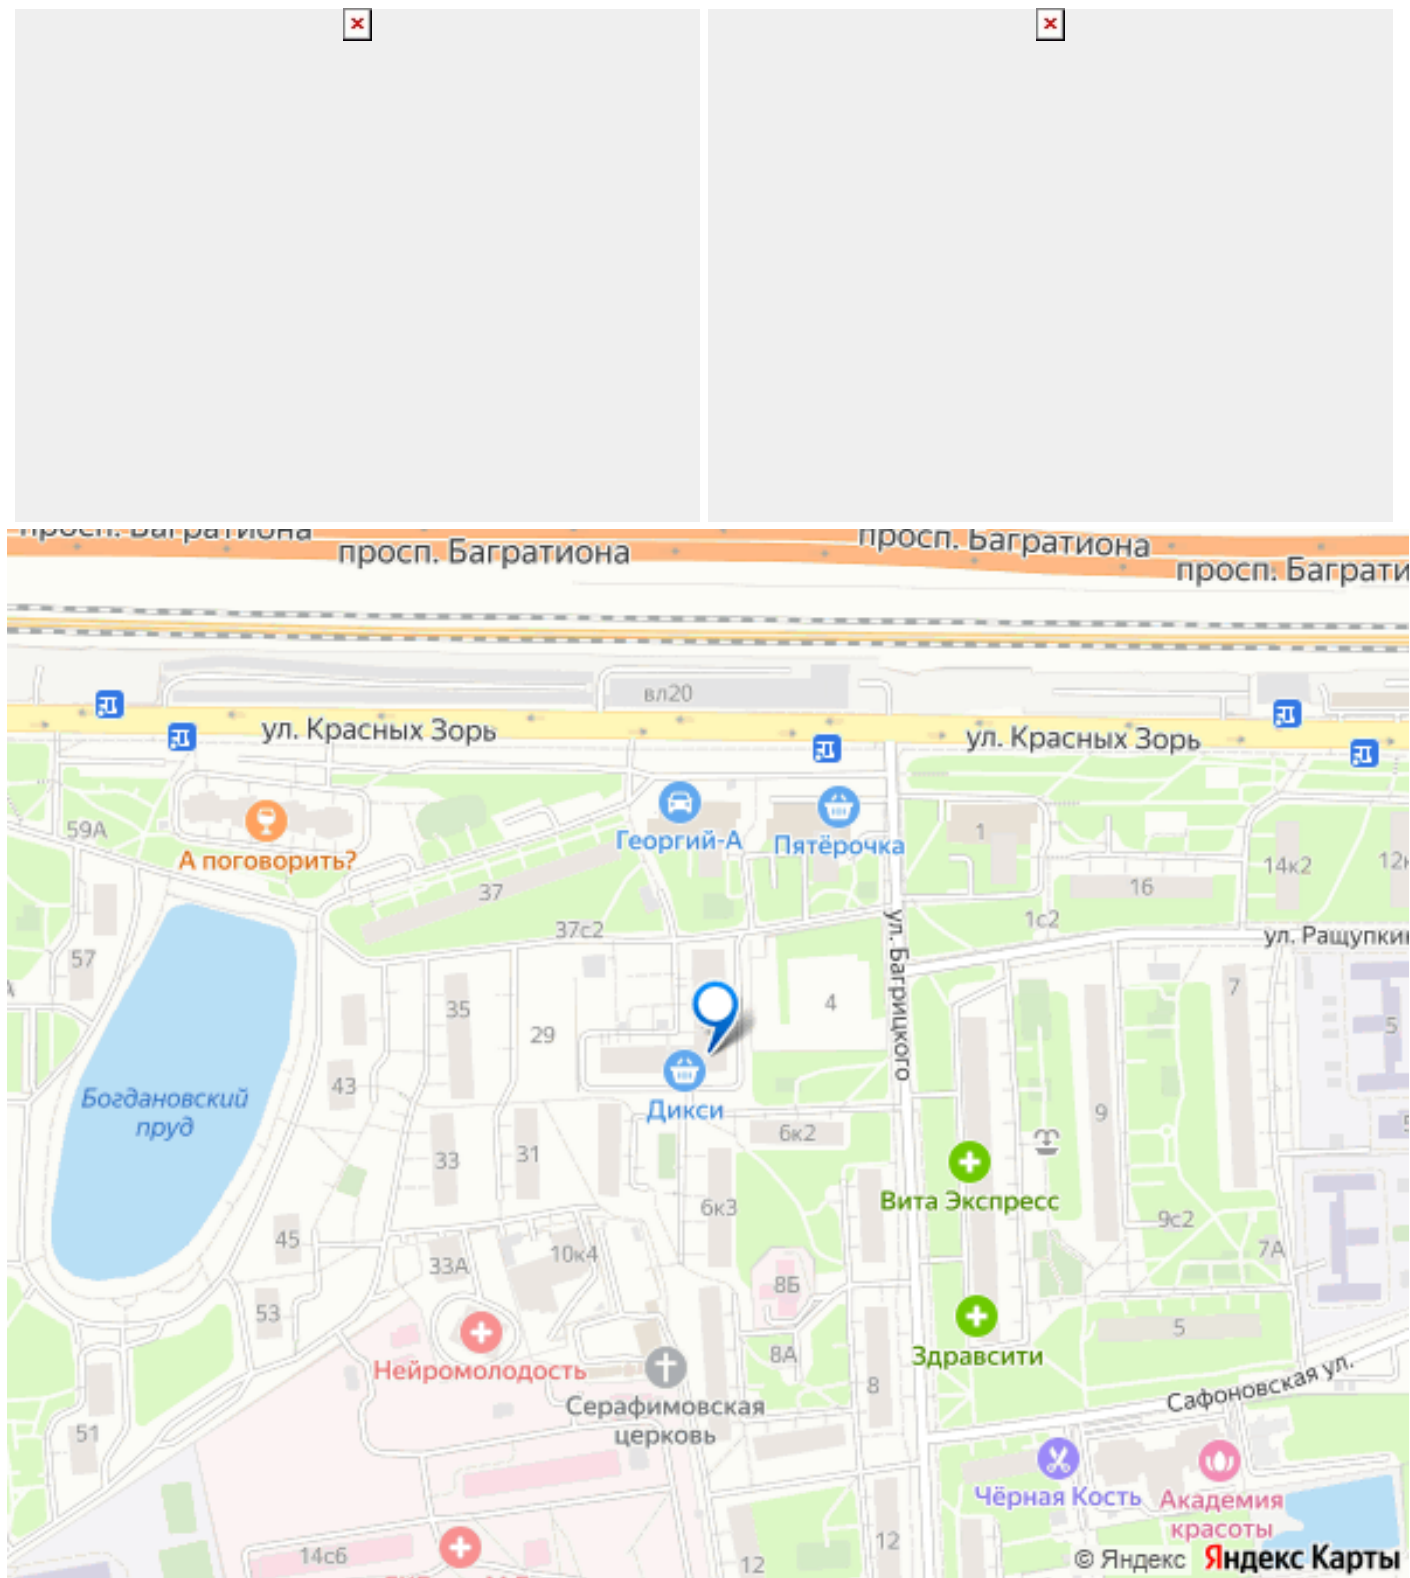 просп. Багратиона
просп. Багратиона
просп. Багратиона
просп. Баграти
вл20
ул. Красных Зорь
ул. Красных Зорь
59А
А поговорить?
Георгий-А
Пятёрочка
1
14к2
12к
37
16
37с2
1с2
ул. Багрицкого
ул. Ращупкин
57
35
29
4
7
5
Богдановский
пруд
43
Дикси
6к2
9
33
31
Вита Экспресс
6к3
9с2
45
33А
10к4
7А
8Б
53
5
Нейромолодость
8А
Здравсити
8
Сафоновская ул.
Серафимовская
церковь
51
Чёрная Кость
Академия
красоты
14с6
12
12
© Яндекс Яндекс Карты